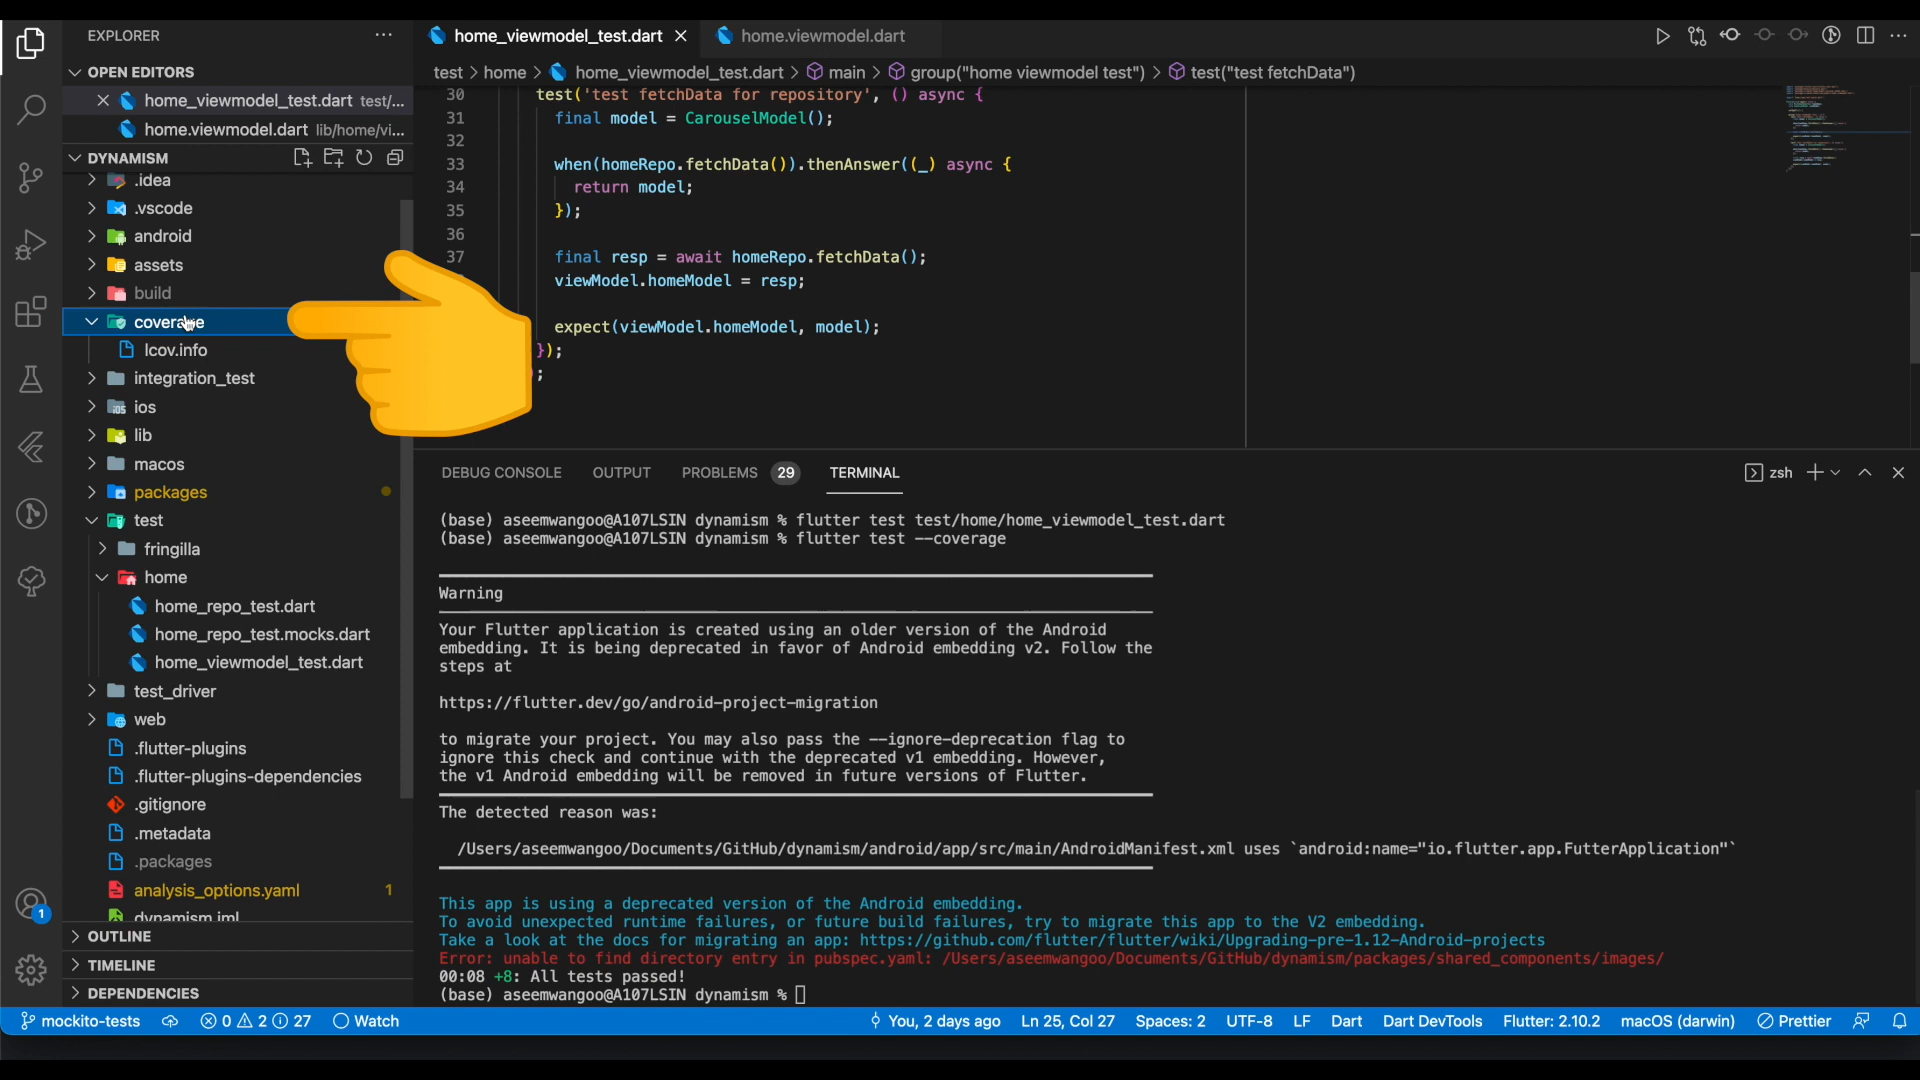 EXPLORER
OPEN EDITORS
home_viewmodel_test.dart test/...
home.viewmodel.dart lib/home/vi...
DYNAMISM
.idea
.vscode
android
assets
build
coverage
lcov.info
integration_test
ios
lib
macos
packages
test
fringilla
home
home_repo_test.dart
home_repo_test.mocks.dart
home_viewmodel_test.dart
test_driver
web
.flutter-plugins
.flutter-plugins-dependencies
.gitignore
.metadata
.packages
analysis_options.yaml 1
dynamism.iml
OUTLINE
TIMELINE
DEPENDENCIES
home_viewmodel_test.dart home.viewmodel.dart
test > home > home_viewmodel_test.dart > main > group("home viewmodel test") > test("test fetchData")
30 test('test fetchData for repository', () async {
31 final model = CarouselModel();
32
33 when(homeRepo.fetchData()).thenAnswer((_) async {
34 return model;
35 });
36
37 final resp = await homeRepo.fetchData();
viewModel.homeModel = resp;
expect(viewModel.homeModel, model);
});
;
DEBUG CONSOLE OUTPUT PROBLEMS 29 TERMINAL zsh
(base) aseemwangoo@A107LSIN dynamism % flutter test test/home/home_viewmodel_test.dart
(base) aseemwangoo@A107LSIN dynamism % flutter test --coverage
Warning
Your Flutter application is created using an older version of the Android
embedding. It is being deprecated in favor of Android embedding v2. Follow the
steps at
https://flutter.dev/go/android-project-migration
to migrate your project. You may also pass the --ignore-deprecation flag to
ignore this check and continue with the deprecated v1 embedding. However,
the v1 Android embedding will be removed in future versions of Flutter.
The detected reason was:
/Users/aseemwangoo/Documents/GitHub/dynamism/android/app/src/main/AndroidManifest.xml uses `android:name="io.flutter.app.FutterApplication"`
This app is using a deprecated version of the Android embedding.
To avoid unexpected runtime failures, or future build failures, try to migrate this app to the V2 embedding.
Take a look at the docs for migrating an app: https://github.com/flutter/flutter/wiki/Upgrading-pre-1.12-Android-projects
Error: unable to find directory entry in pubspec.yaml: /Users/aseemwangoo/Documents/GitHub/dynamism/packages/shared_components/images/
00:08 +8: All tests passed!
(base) aseemwangoo@A107LSIN dynamism %
1
mockito-tests 0 2 27 Watch You, 2 days ago Ln 25, Col 27 Spaces: 2 UTF-8 LF Dart Dart DevTools Flutter: 2.10.2 macOS (darwin) Prettier